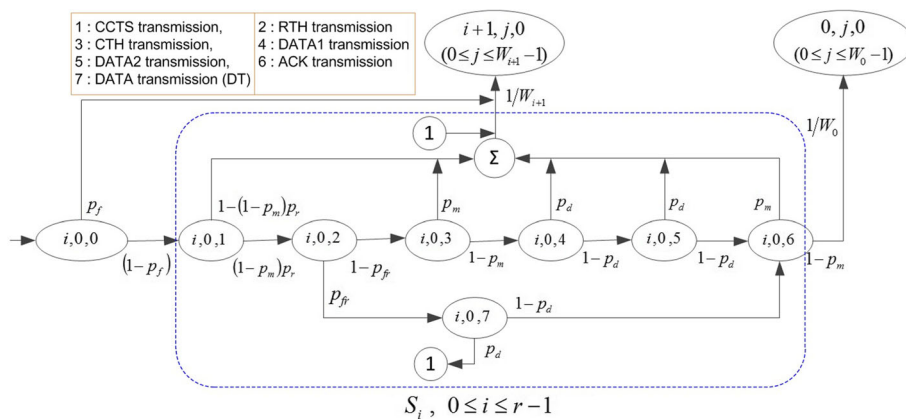 1 : CCTS transmission,
2 : RTH transmission
3 : CTH transmission,
4 : DATA1 transmission
5 : DATA2 transmission,
6 : ACK transmission
7 : DATA transmission (DT)
i+1, j,0
(0≤ j≤W_{i+1}−1)
0, j,0
(0≤ j≤W_0−1)
1/W_{i+1}
1/W_0
1
Σ
p_f
1−(1−p_m)p_r
p_m
p_d
p_d
p_m
i,0,0
i,0,1
i,0,2
i,0,3
i,0,4
i,0,5
i,0,6
(1−p_f)
(1−p_m)p_r
1−p_{fr}
1−p_m
1−p_d
1−p_d
1−p_m
p_{fr}
i,0,7
1−p_d
1
p_d
S_i , 0≤i≤r−1